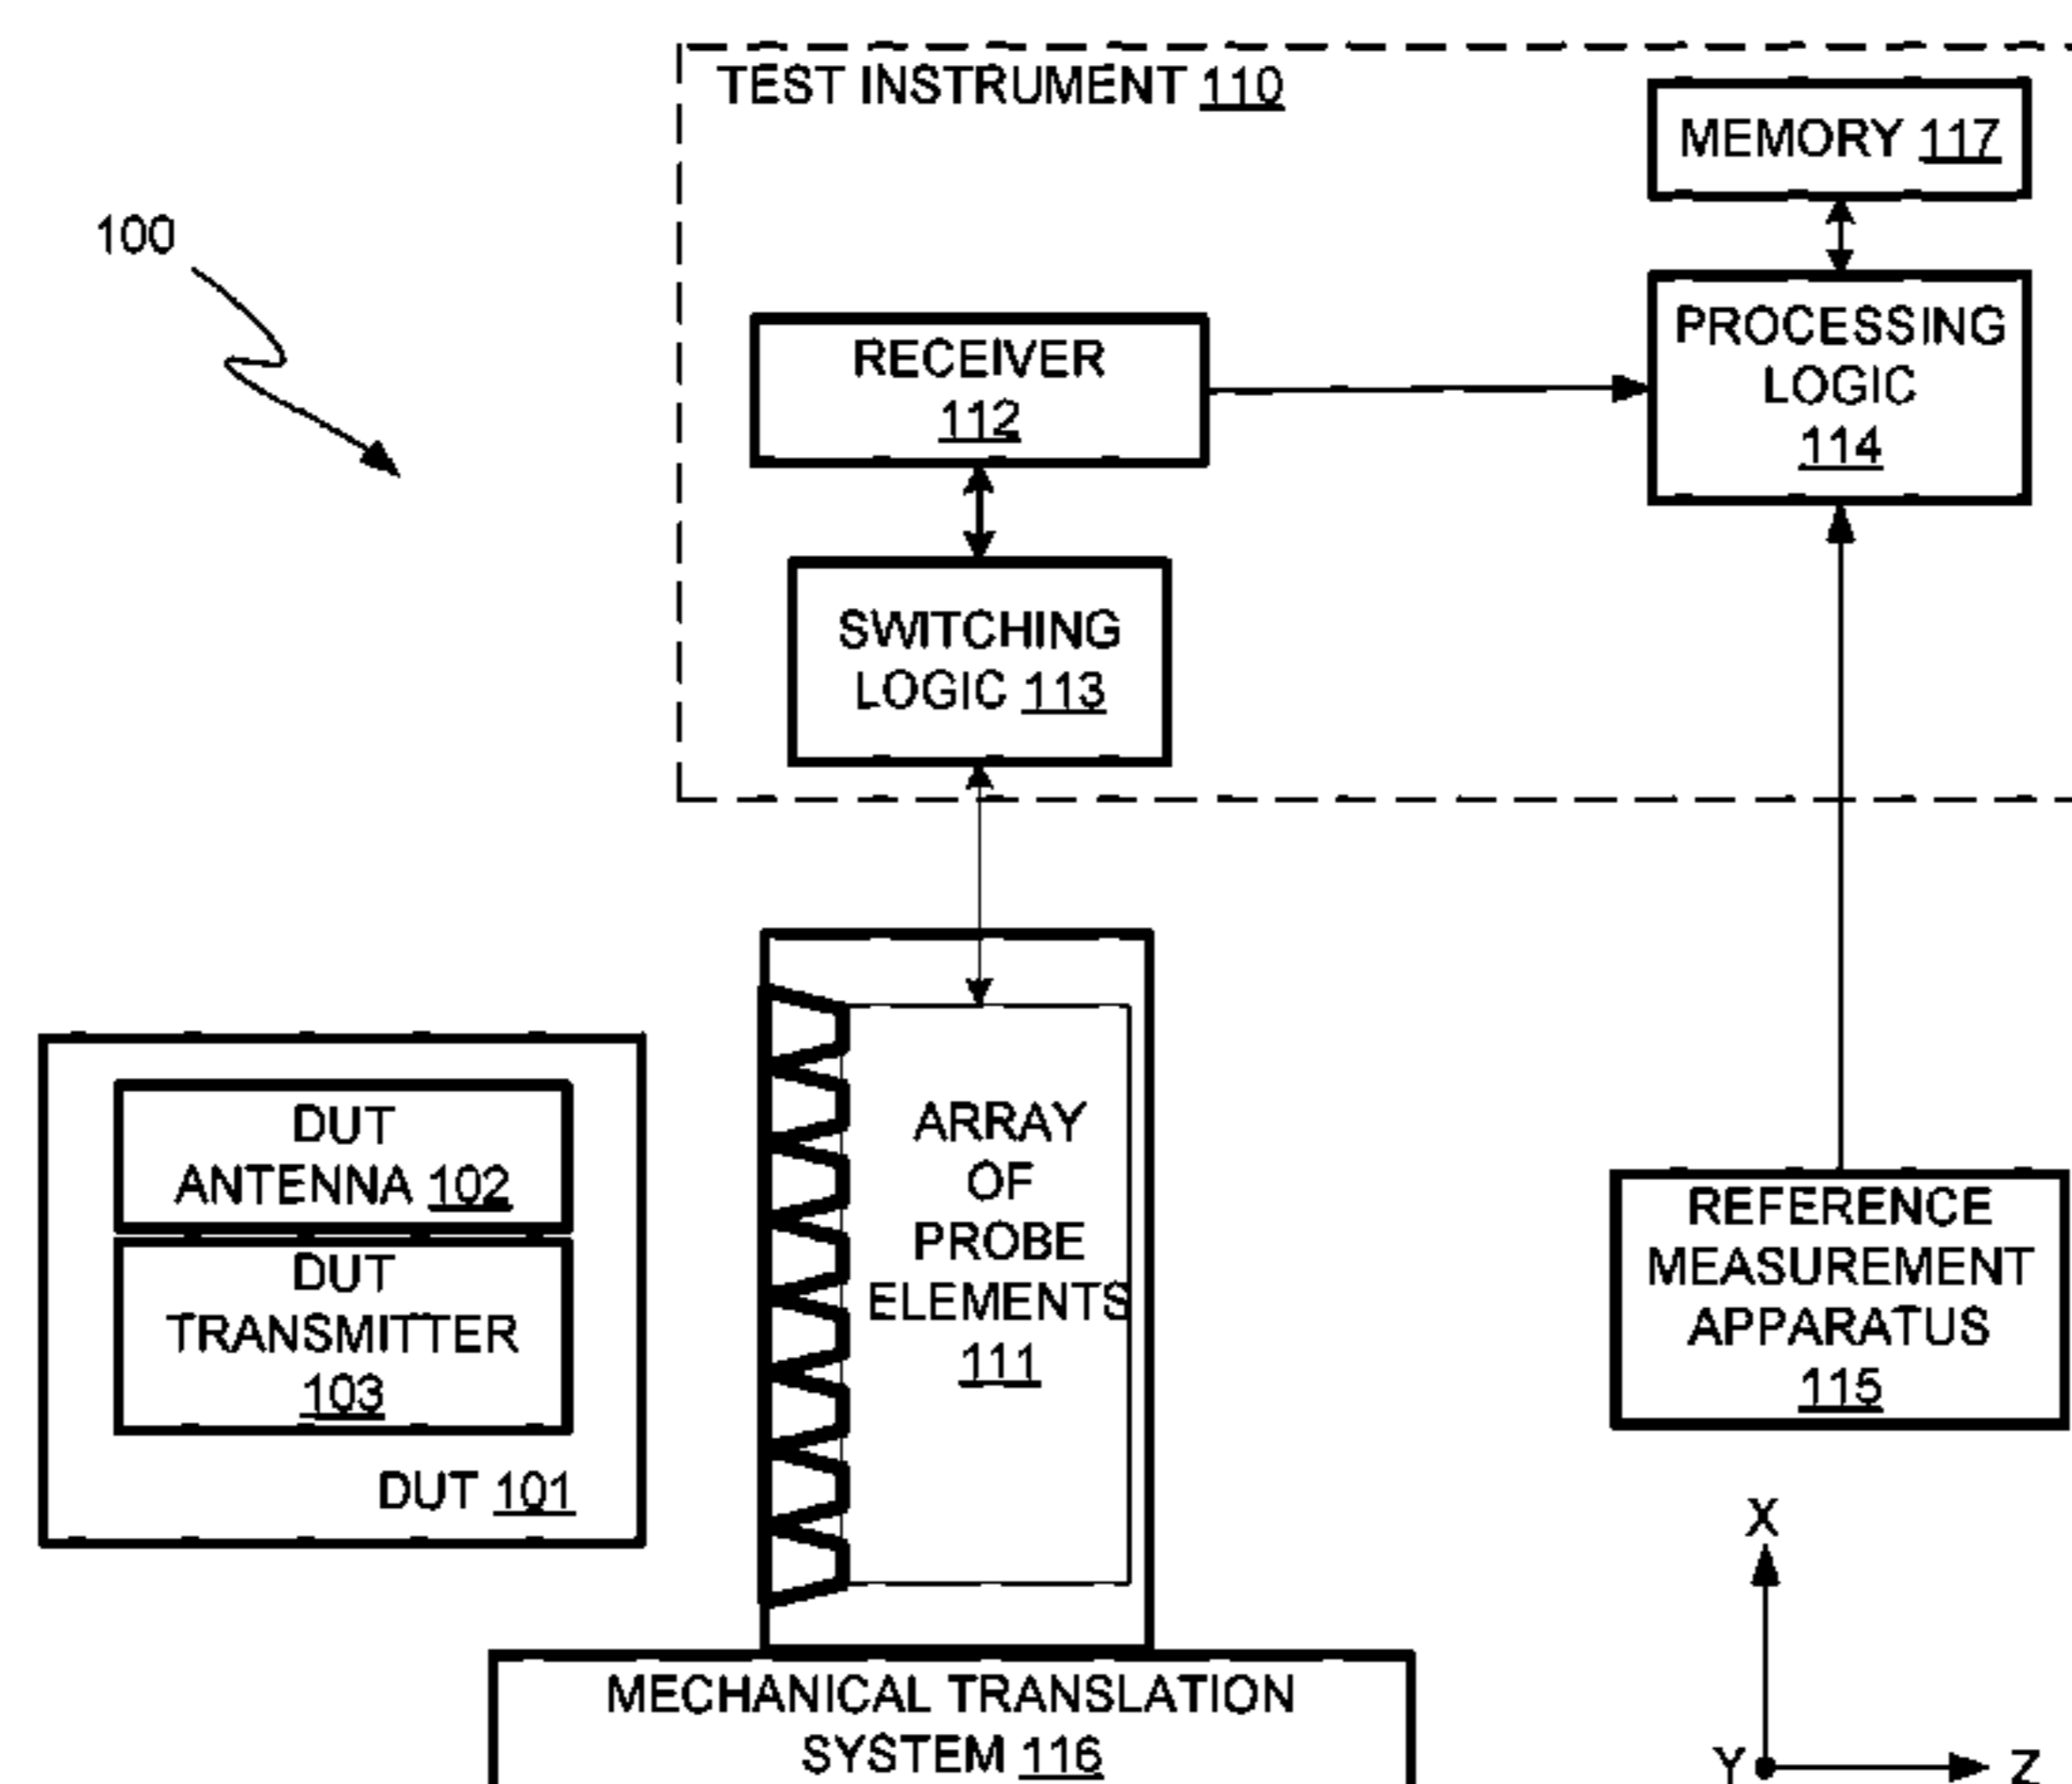 TEST INSTRUMENT 110
MEMORY 117
100
PROCESSING
LOGIC
114
RECEIVER
112
SWITCHING
LOGIC 113
ARRAY
OF
PROBE
ELEMENTS
111
DUT
ANTENNA 102
DUT
TRANSMITTER
103
DUT 101
REFERENCE
MEASUREMENT
APPARATUS
115
MECHANICAL TRANSLATION
SYSTEM 116
X
Y
Z